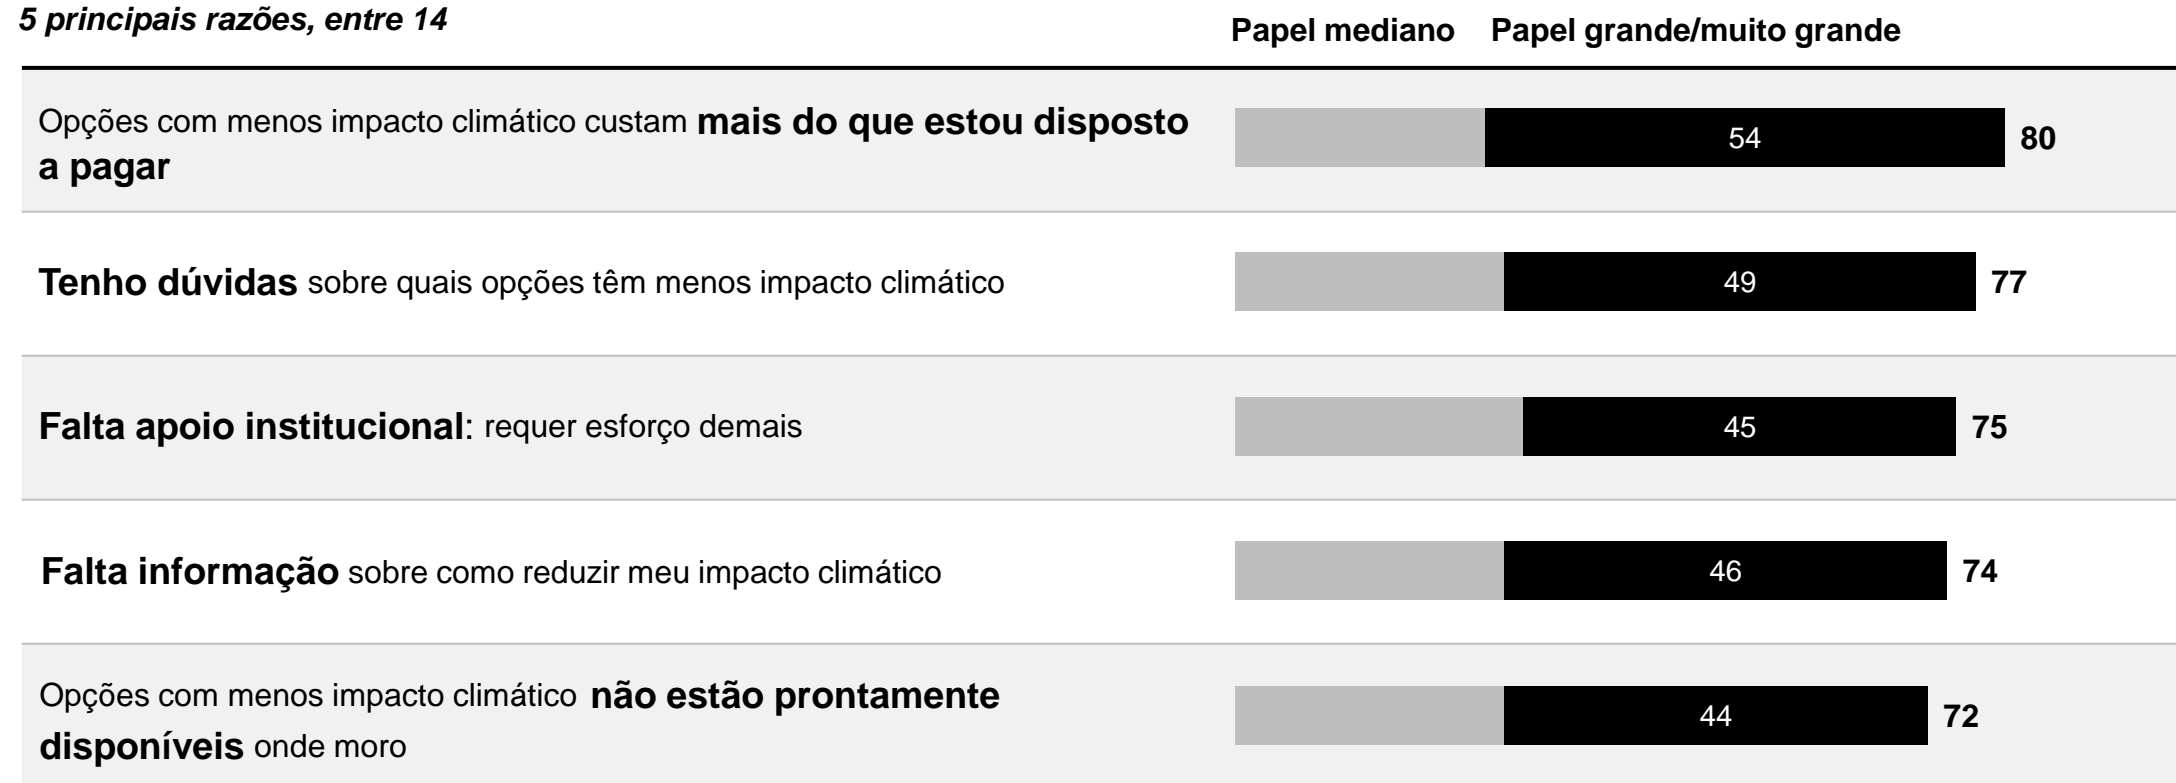 5 principais razões, entre 14
Papel mediano Papel grande/muito grande
Opções com menos impacto climático custam mais do que estou disposto
a pagar
54 80
Tenho dúvidas sobre quais opções têm menos impacto climático
49 77
Falta apoio institucional: requer esforço demais
45 75
Falta informação sobre como reduzir meu impacto climático
46 74
Opções com menos impacto climático não estão prontamente
disponíveis onde moro
44 72